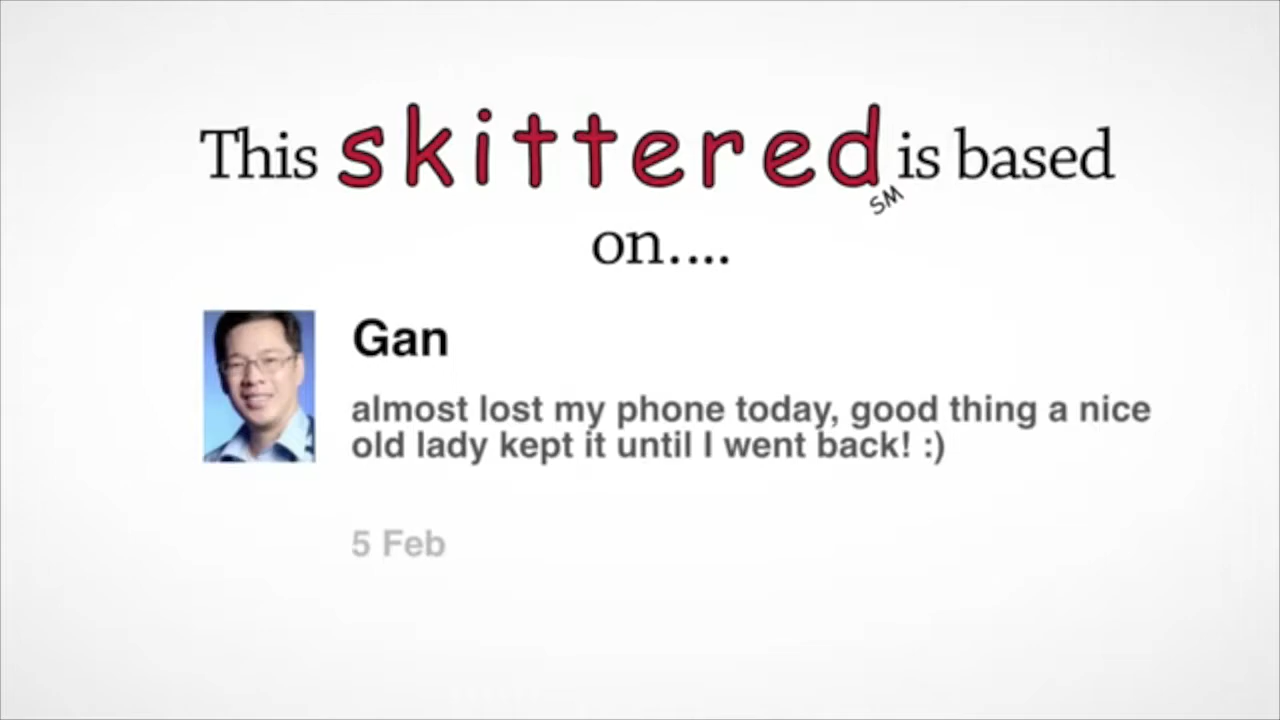 This skittered is based
SM
on....
Gan
almost lost my phone today, good thing a nice
old lady kept it until I went back! :)
5 Feb